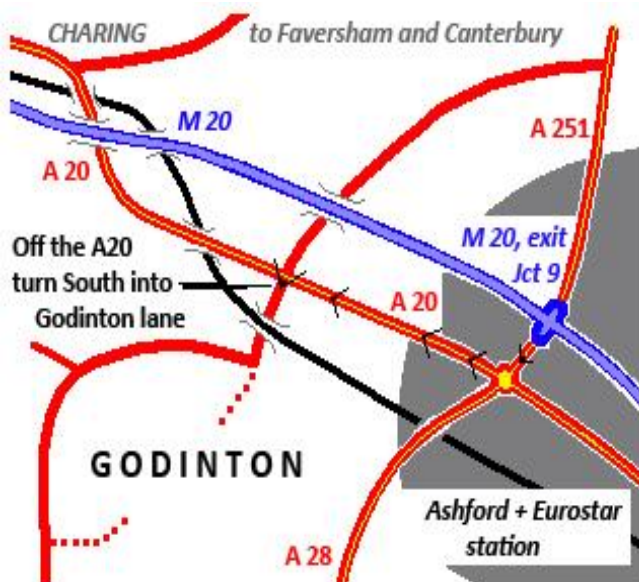 CHARING
to Faversham and Canterbury
M 20
A 251
A 20
M 20, exit
Jct 9
Off the A20
turn South into
Godinton lane
A 20
GODINTON
Ashford + Eurostar
station
A 28